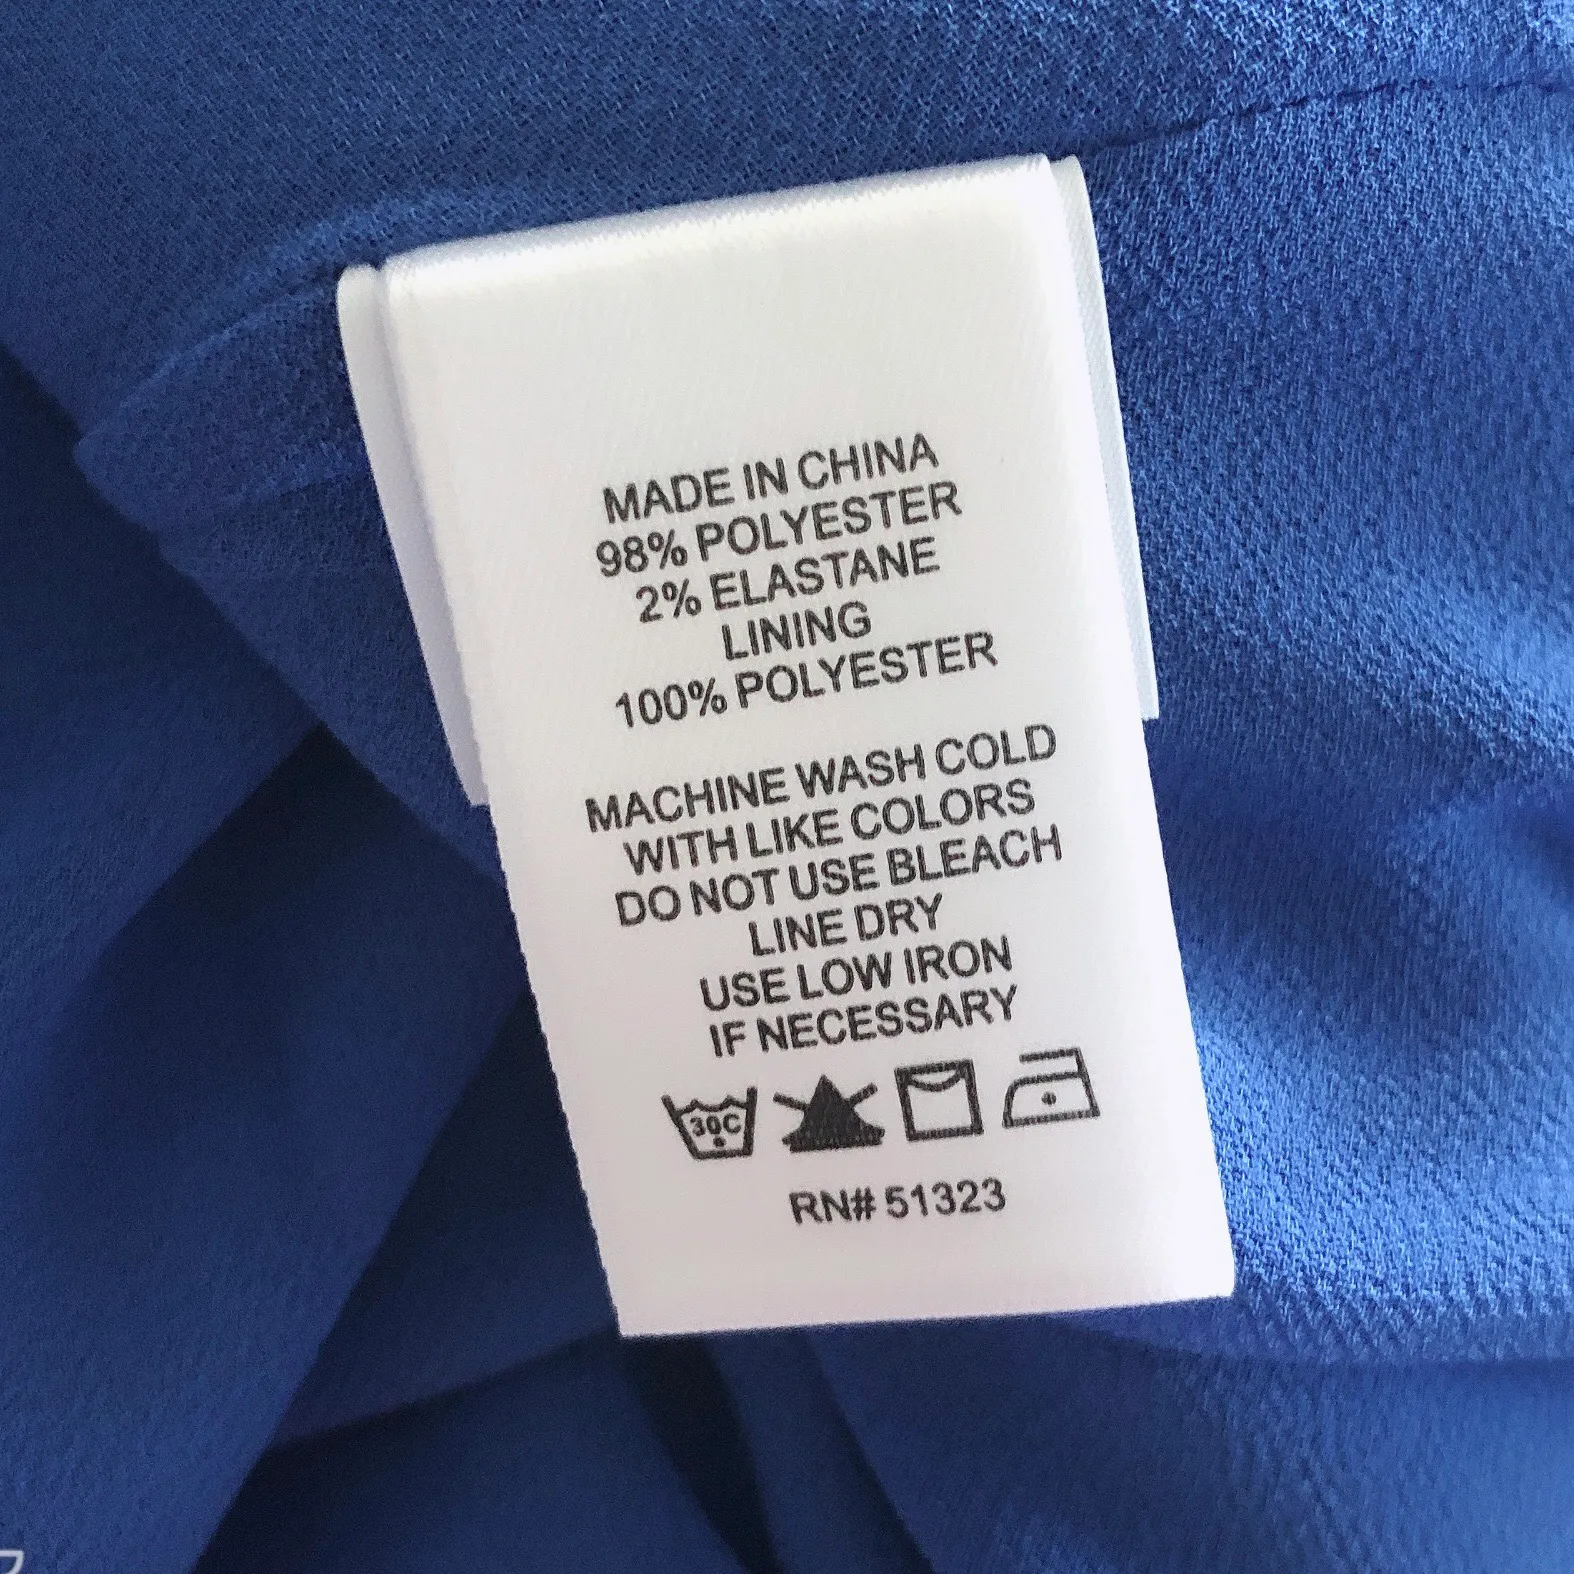 MADE IN CHINA
98% POLYESTER
2% ELASTANE
LINING
100% POLYESTER
MACHINE WASH COLD
WITH LIKE COLORS
DO NOT USE BLEACH
LINE DRY
USE LOW IRON
IF NECESSARY
30C
RN# 51323